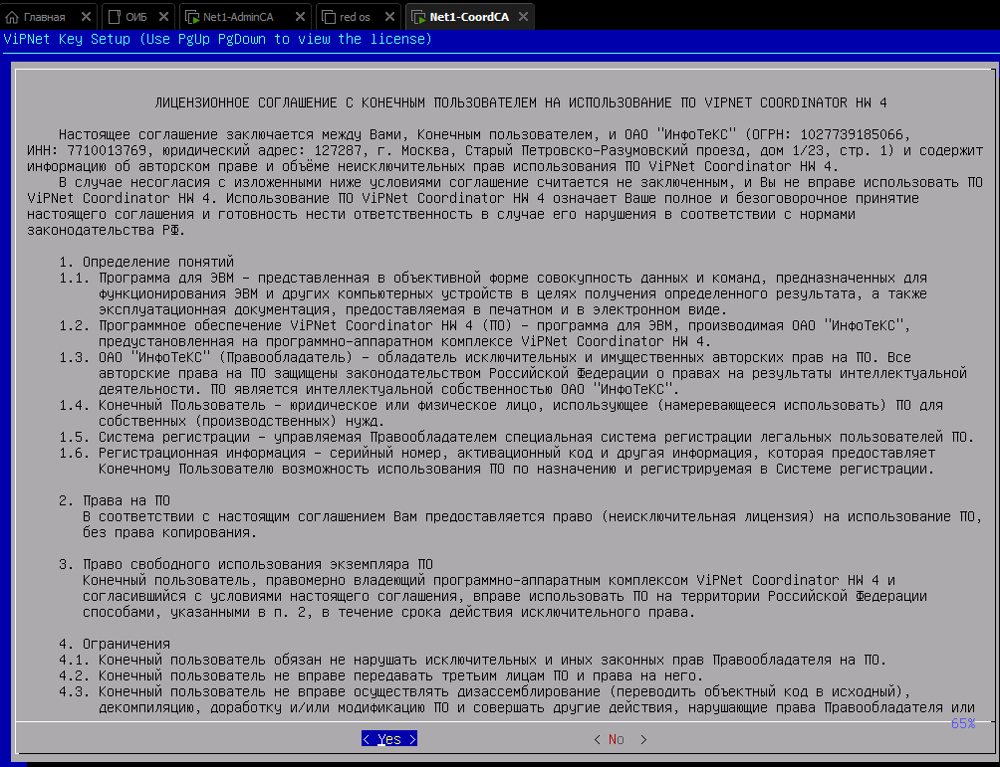 Главная
ОИБ
Net1-AdminCA
red os
Net1-CoordCA
ViPNet Key Setup (Use PgUp PgDown to view the license)
ЛИЦЕНЗИОННОЕ СОГЛАШЕНИЕ С КОНЕЧНЫМ ПОЛЬЗОВАТЕЛЕМ НА ИСПОЛЬЗОВАНИЕ ПО VIPNET COORDINATOR HW 4
Настоящее соглашение заключается между Вами, Конечным пользователем, и ОАО "ИнфоТеКС" (ОГРН: 1027739185066,
ИНН: 7710013769, юридический адрес: 127287, г. Москва, Старый Петровско-Разумовский проезд, дом 1/23, стр. 1) и содержит
информацию об авторском праве и объёме неисключительных прав использования ПО ViPNet Coordinator HW 4.
В случае несогласия с изложенными ниже условиями соглашение считается не заключенным, и Вы не вправе использовать ПО
ViPNet Coordinator HW 4. Использование ПО ViPNet Coordinator HW 4 означает Ваше полное и безоговорочное принятие
настоящего соглашения и готовность нести ответственность в случае его нарушения в соответствии с нормами
законодательства РФ.
1. Определение понятий
1.1. Программа для ЭВМ - представленная в объективной форме совокупность данных и команд, предназначенных для
функционирования ЭВМ и других компьютерных устройств в целях получения определенного результата, а также
эксплуатационная документация, предоставляемая в печатном и в электронном виде.
1.2. Программное обеспечение ViPNet Coordinator HW 4 (ПО) - программа для ЭВМ, производимая ОАО "ИнфоТеКС",
предустановленная на программно-аппаратном комплексе ViPNet Coordinator HW 4.
1.3. ОАО "ИнфоТеКС" (Правообладатель) - обладатель исключительных и имущественных авторских прав на ПО. Все
авторские права на ПО защищены законодательством Российской Федерации о правах на результаты интеллектуальной
деятельности. ПО является интеллектуальной собственностью ОАО "ИнфоТеКС".
1.4. Конечный Пользователь - юридическое или физическое лицо, использующее (намеревающееся использовать) ПО для
собственных (производственных) нужд.
1.5. Система регистрации - управляемая Правообладателем специальная система регистрации легальных пользователей ПО.
1.6. Регистрационная информация - серийный номер, активационный код и другая информация, которая предоставляет
Конечному Пользователю возможность использования ПО по назначению и регистрируемая в Системе регистрации.
2. Права на ПО
В соответствии с настоящим соглашением Вам предоставляется право (неисключительная лицензия) на использование ПО,
без права копирования.
3. Право свободного использования экземпляра ПО
Конечный пользователь, правомерно владеющий программно-аппаратным комплексом ViPNet Coordinator HW 4 и
согласившийся с условиями настоящего соглашения, вправе использовать ПО на территории Российской Федерации
способами, указанными в п. 2, в течение срока действия исключительного права.
4. Ограничения
4.1. Конечный пользователь обязан не нарушать исключительных и иных законных прав Правообладателя на ПО.
4.2. Конечный пользователь не вправе передавать третьим лицам ПО и права на него.
4.3. Конечный пользователь не вправе осуществлять дизассемблирование (переводить объектный код в исходный),
декомпиляцию, доработку и/или модификацию ПО и совершать другие действия, нарушающие права Правообладателя или
65%
< Yes > < No >